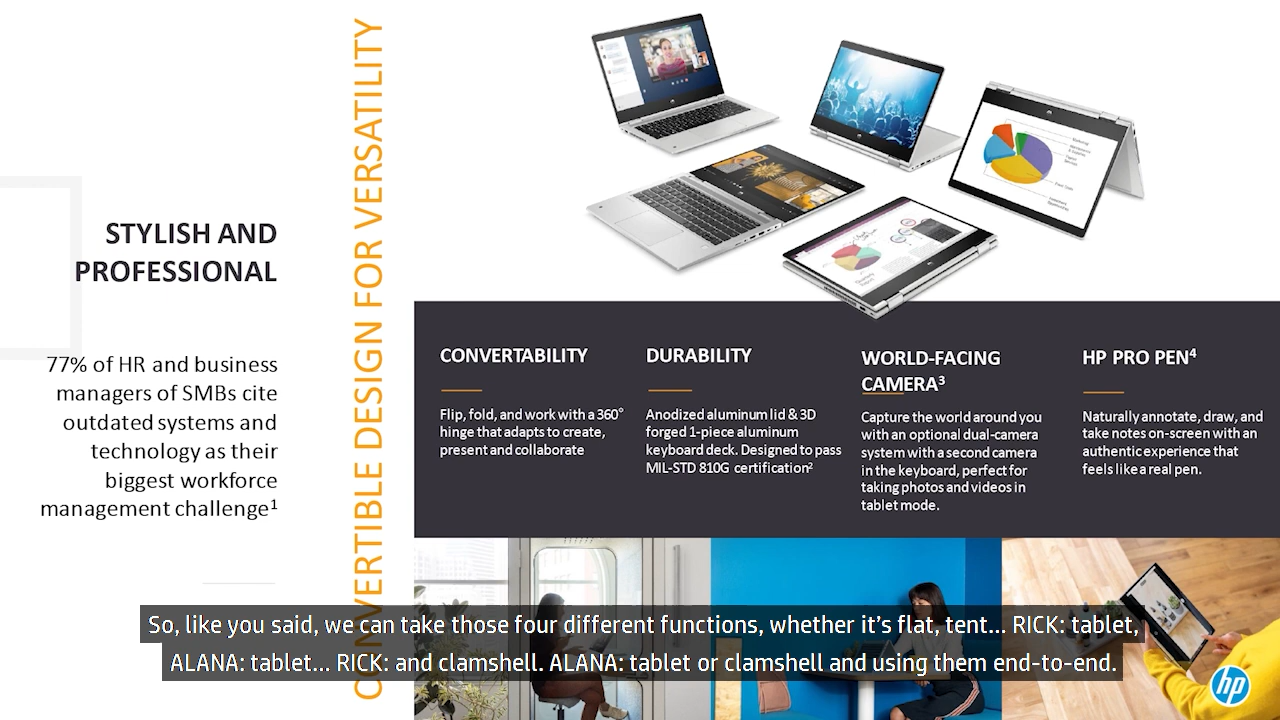 STYLISH AND
PROFESSIONAL
77% of HR and business
managers of SMBs cite
outdated systems and
technology as their
biggest workforce
management challenge¹
CONVERTIBLE DESIGN FOR VERSATILITY
CONVERTABILITY
Flip, fold, and work with a 360°
hinge that adapts to create,
present and collaborate
DURABILITY
Anodized aluminum lid & 3D
forged 1-piece aluminum
keyboard deck. Designed to pass
MIL-STD 810G certification²
WORLD-FACING
CAMERA³
Capture the world around you
with an optional dual-camera
system with a second camera
in the keyboard, perfect for
taking photos and videos in
tablet mode.
HP PRO PEN⁴
Naturally annotate, draw, and
take notes on-screen with an
authentic experience that
feels like a real pen.
So, like you said, we can take those four different functions, whether it’s flat, tent... RICK: tablet,
ALANA: tablet... RICK: and clamshell. ALANA: tablet or clamshell and using them end-to-end.
hp